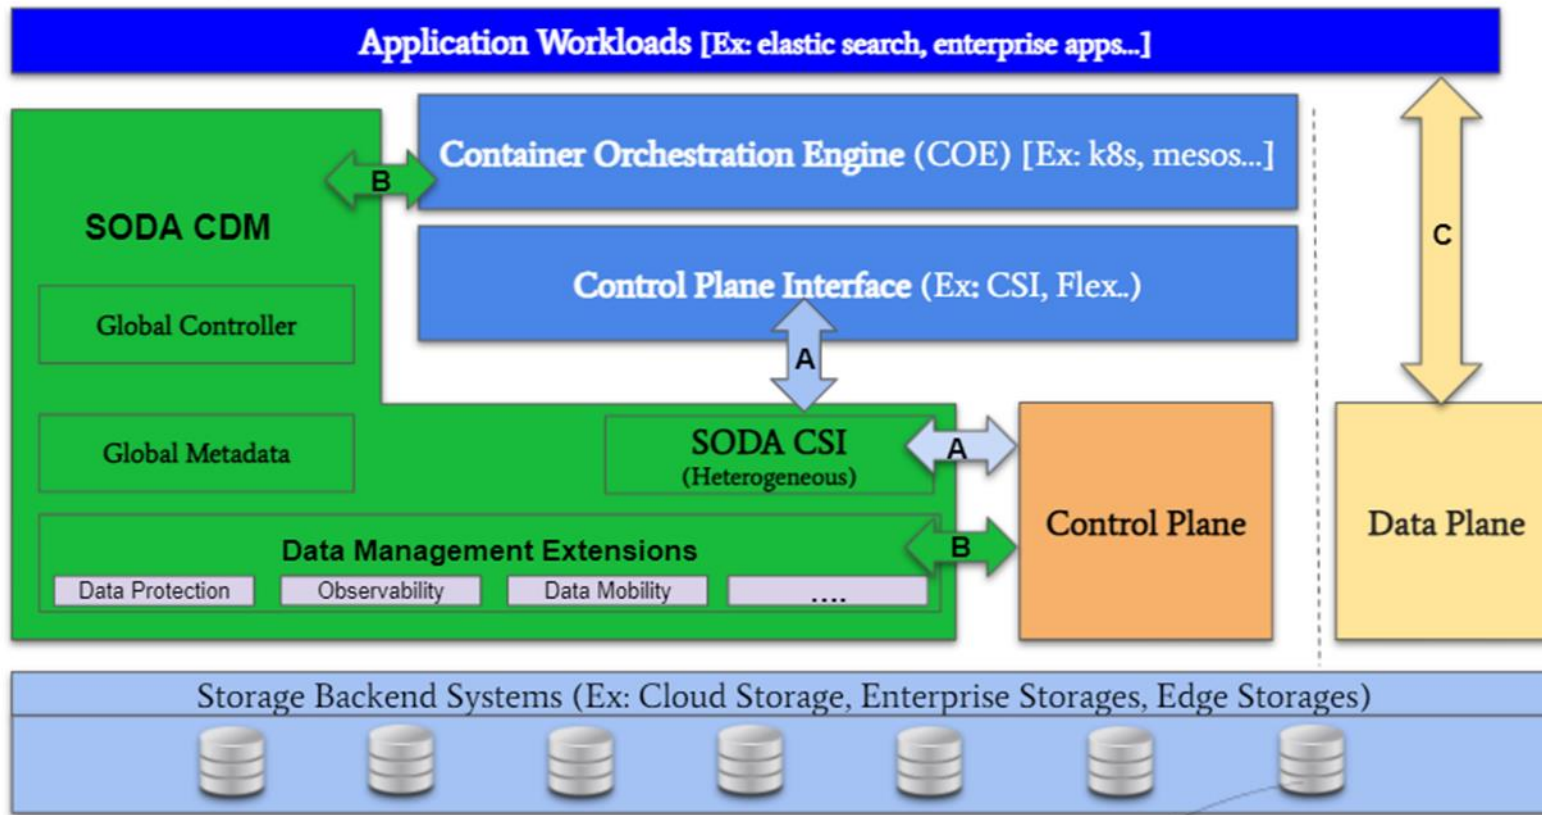 Application Workloads [Ex: elastic search, enterprise apps...]
Container Orchestration Engine (COE) [Ex: k8s, mesos...]
B
SODA CDM
C
Control Plane Interface (Ex: CSI, Flex..)
Global Controller
A
Global Metadata
SODA CSI
(Heterogeneous)
A
Control Plane
Data Plane
Data Management Extensions
B
Data Protection
Observability
Data Mobility
....
Storage Backend Systems (Ex: Cloud Storage, Enterprise Storages, Edge Storages)